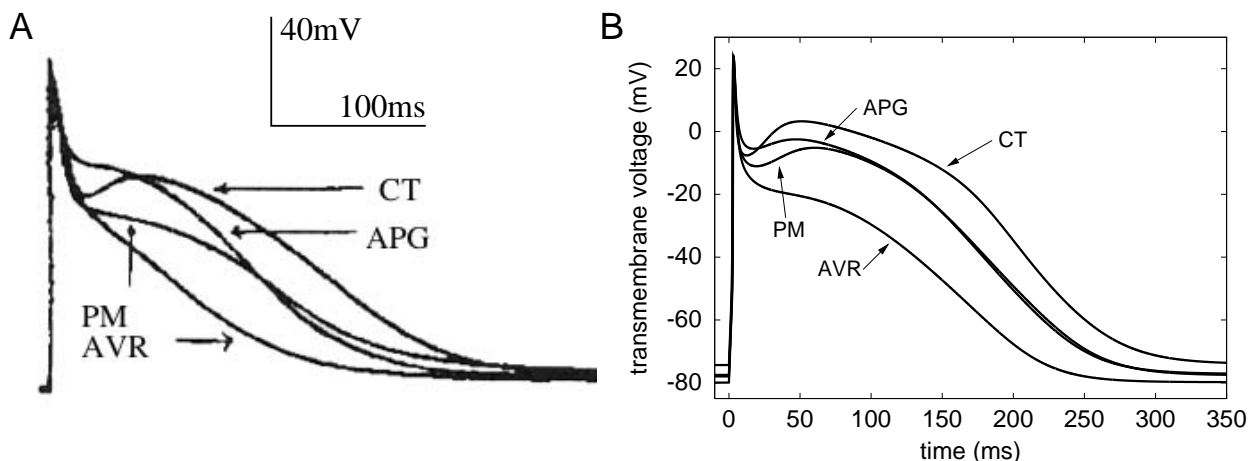 A
40mV
100ms
CT
APG
PM
AVR
B
transmembrane voltage (mV)
20
0
-20
-40
-60
-80
APG
CT
PM
AVR
0 50 100 150 200 250 300 350
time (ms)